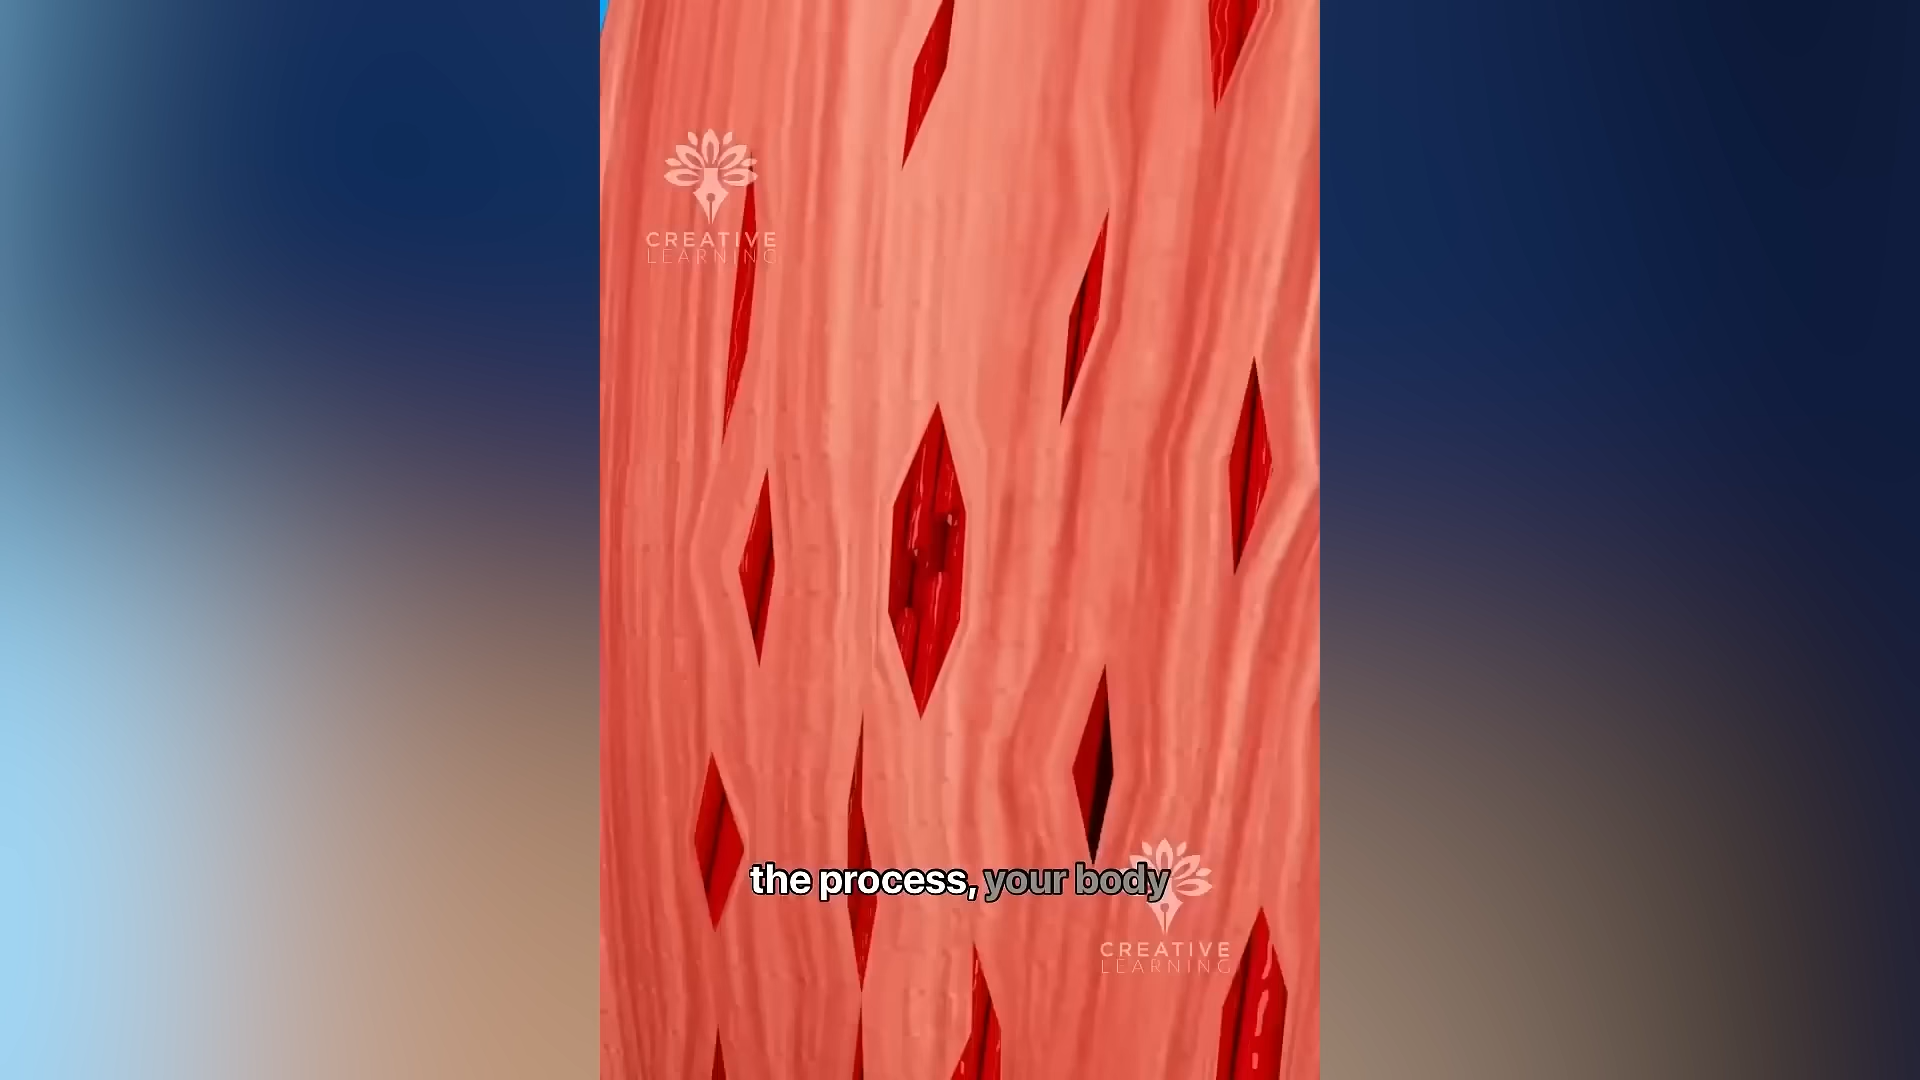 CREATIVE
LEARNING
the process, your body
CREATIVE
LEARNING